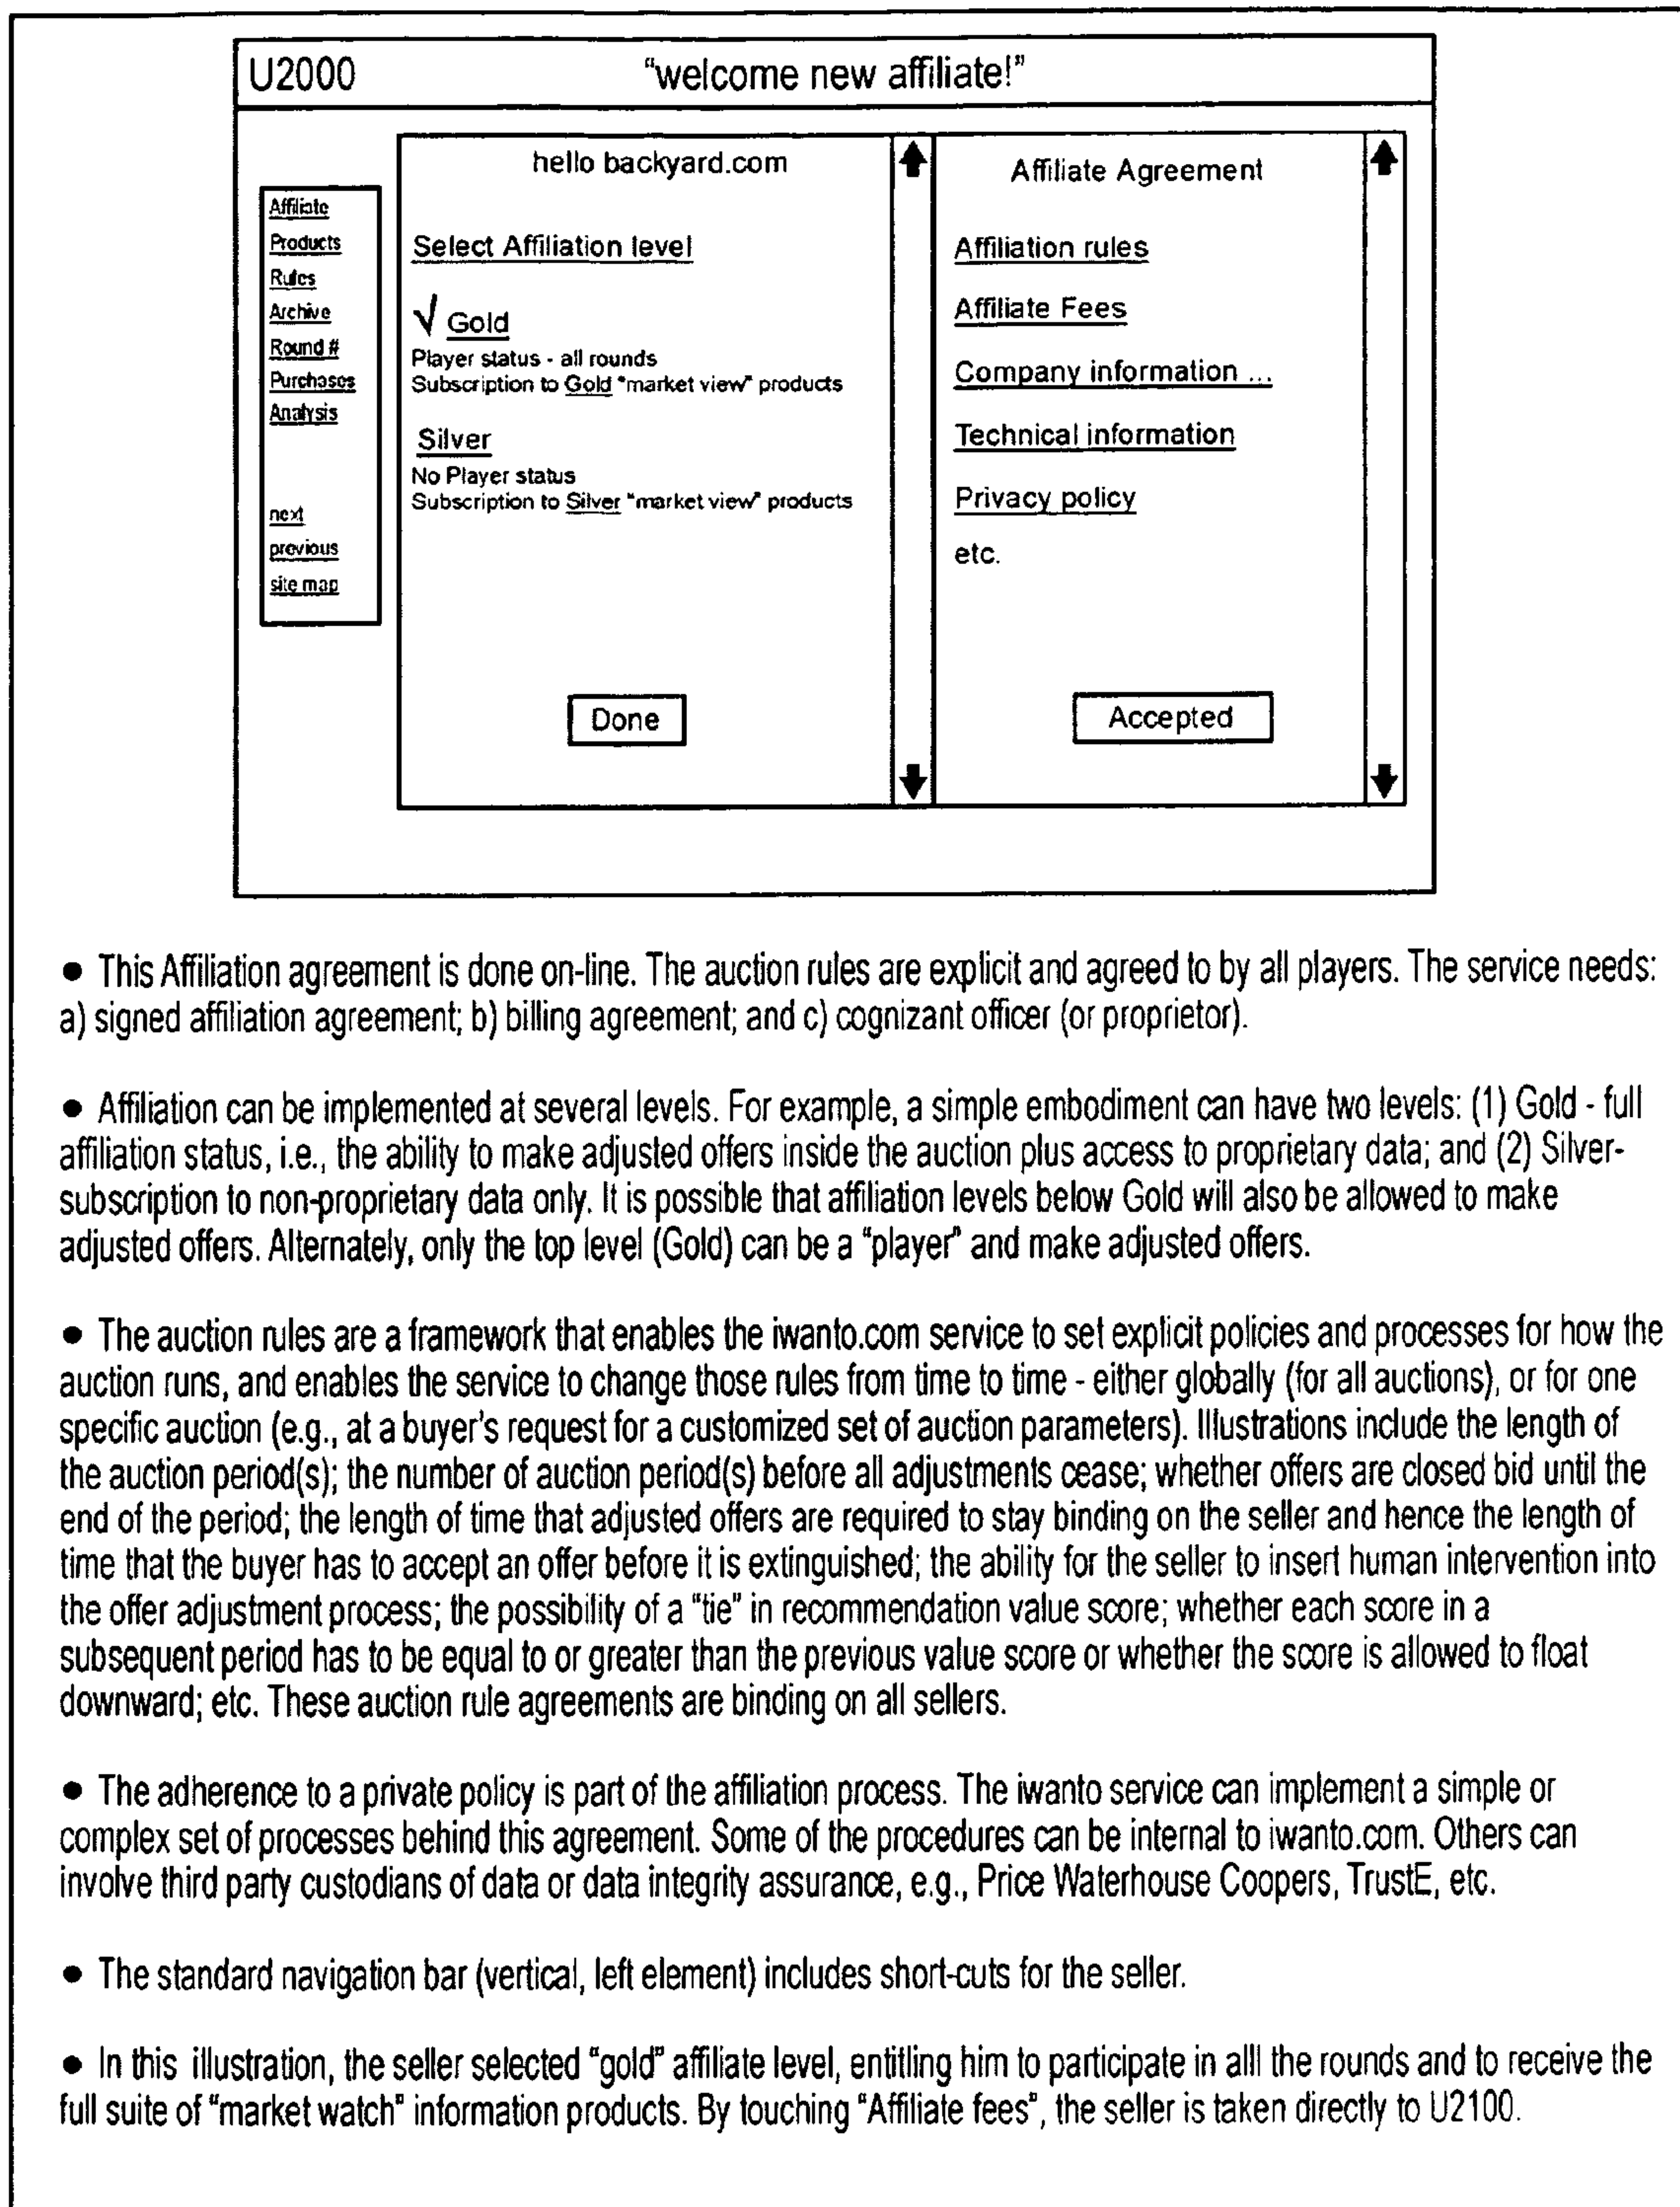 U2000 "welcome new affiliate!"
Affiliate
Products
Rules
Archive
Round #
Purchases
Analysis
next
previous
site map
hello backyard.com
Select Affiliation level
√ Gold
Player status - all rounds
Subscription to Gold "market view" products
Silver
No Player status
Subscription to Silver "market view" products
Done
Affiliate Agreement
Affiliation rules
Affiliate Fees
Company information ...
Technical information
Privacy policy
etc.
Accepted
• This Affiliation agreement is done on-line. The auction rules are explicit and agreed to by all players. The service needs:
a) signed affiliation agreement; b) billing agreement; and c) cognizant officer (or proprietor).
• Affiliation can be implemented at several levels. For example, a simple embodiment can have two levels: (1) Gold - full
affiliation status, i.e., the ability to make adjusted offers inside the auction plus access to proprietary data; and (2) Silver-
subscription to non-proprietary data only. It is possible that affiliation levels below Gold will also be allowed to make
adjusted offers. Alternately, only the top level (Gold) can be a "player" and make adjusted offers.
• The auction rules are a framework that enables the iwanto.com service to set explicit policies and processes for how the
auction runs, and enables the service to change those rules from time to time - either globally (for all auctions), or for one
specific auction (e.g., at a buyer's request for a customized set of auction parameters). Illustrations include the length of
the auction period(s); the number of auction period(s) before all adjustments cease; whether offers are closed bid until the
end of the period; the length of time that adjusted offers are required to stay binding on the seller and hence the length of
time that the buyer has to accept an offer before it is extinguished; the ability for the seller to insert human intervention into
the offer adjustment process; the possibility of a "tie" in recommendation value score; whether each score in a
subsequent period has to be equal to or greater than the previous value score or whether the score is allowed to float
downward; etc. These auction rule agreements are binding on all sellers.
• The adherence to a private policy is part of the affiliation process. The iwanto service can implement a simple or
complex set of processes behind this agreement. Some of the procedures can be internal to iwanto.com. Others can
involve third party custodians of data or data integrity assurance, e.g., Price Waterhouse Coopers, TrustE, etc.
• The standard navigation bar (vertical, left element) includes short-cuts for the seller.
• In this illustration, the seller selected "gold" affiliate level, entitling him to participate in alll the rounds and to receive the
full suite of "market watch" information products. By touching "Affiliate fees", the seller is taken directly to U2100.